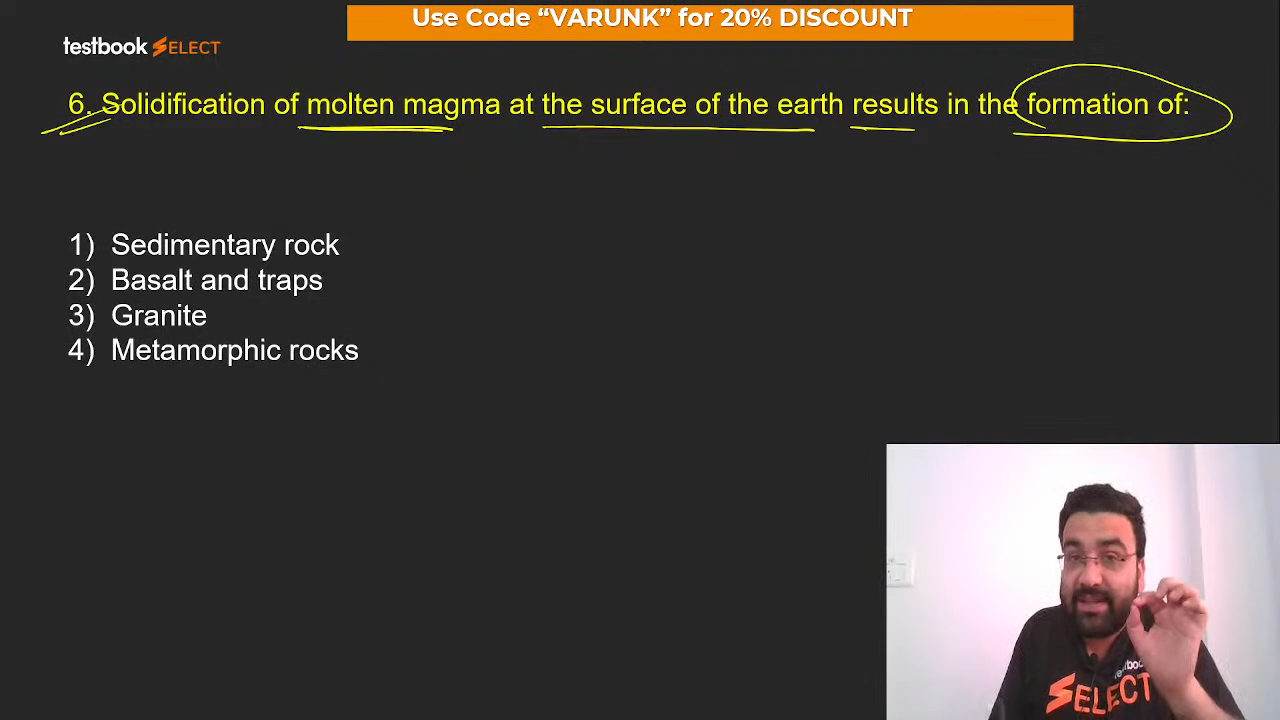 Use Code “VARUNK” for 20% DISCOUNT
testbook SELECT
6. Solidification of molten magma at the surface of the earth results in the formation of:
1) Sedimentary rock
2) Basalt and traps
3) Granite
4) Metamorphic rocks
testboo
SELECT